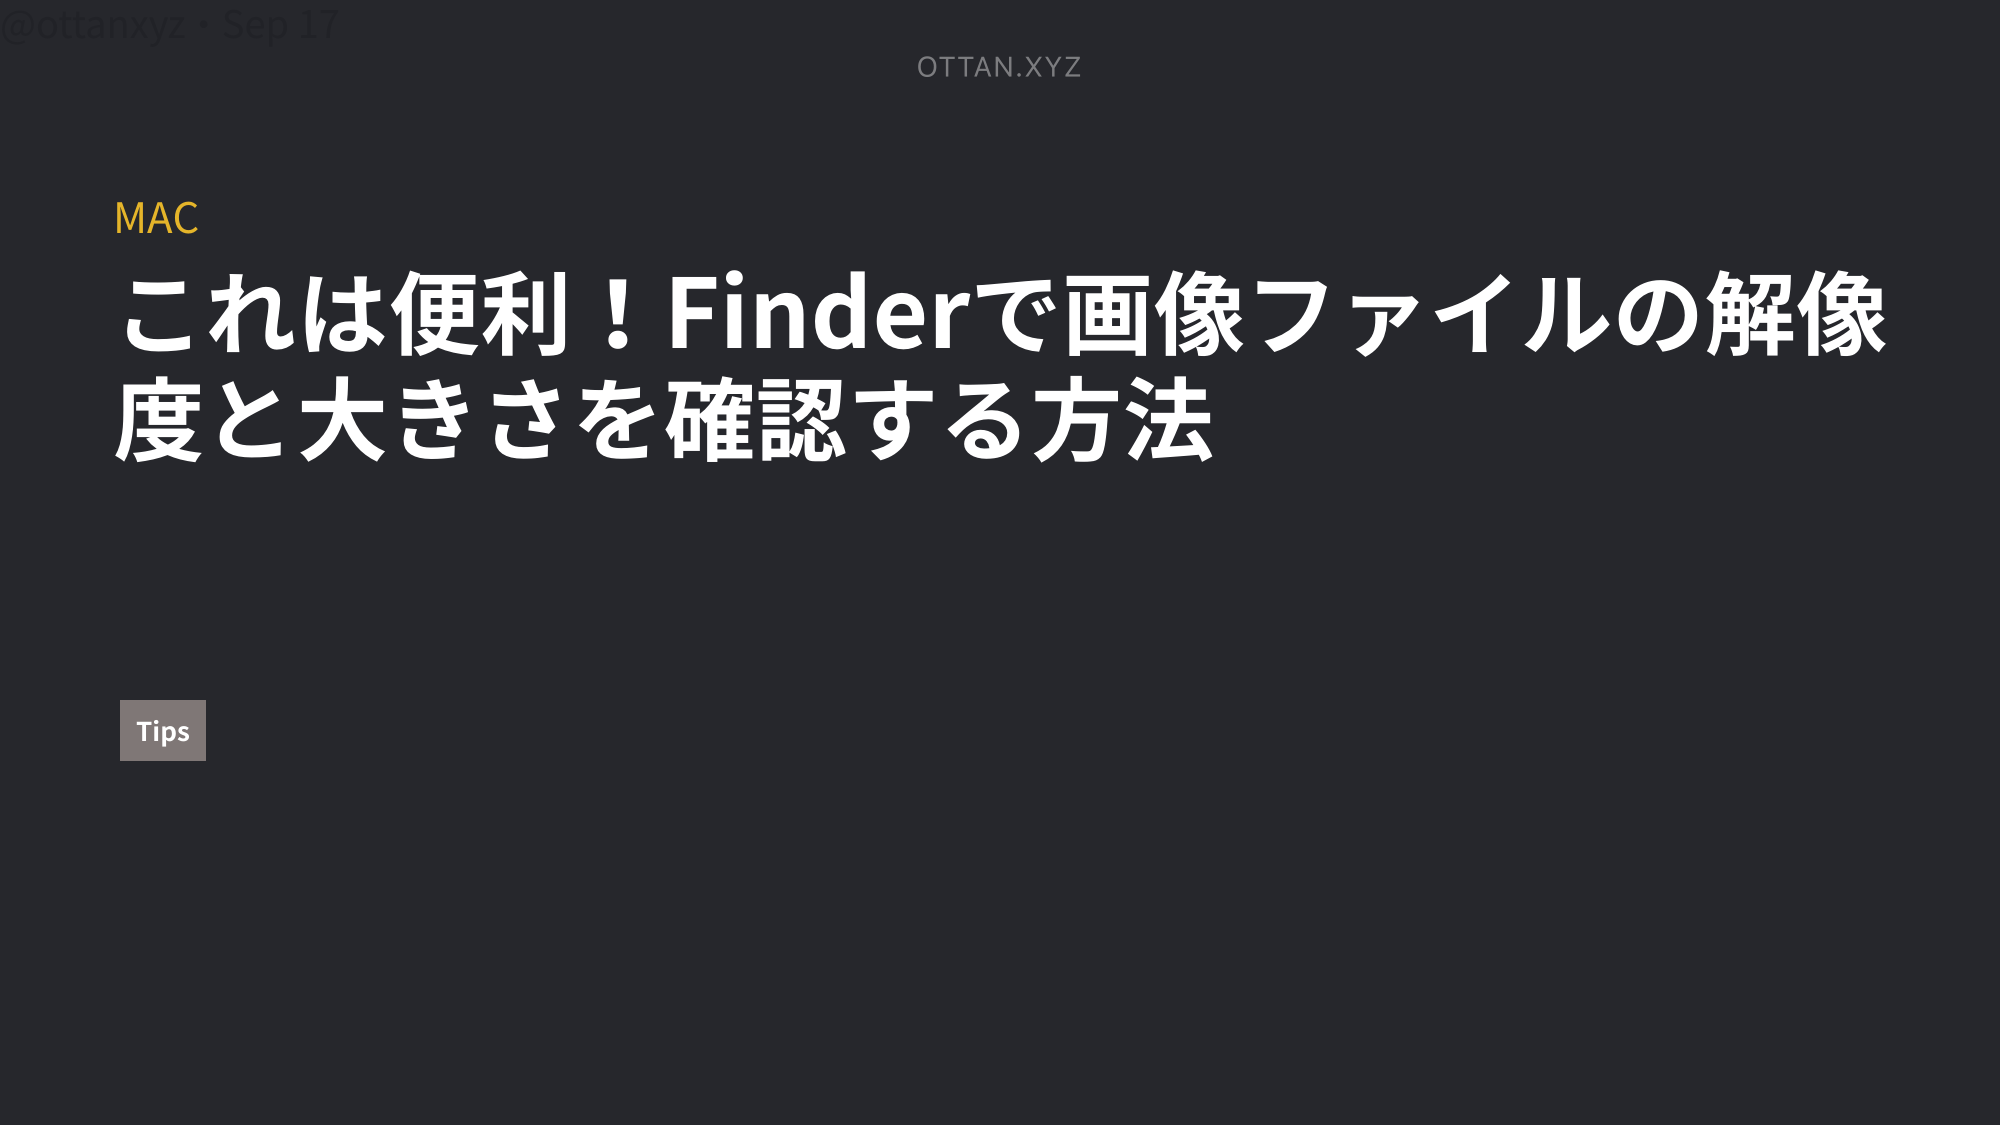 @ottanxyz・Sep 17
OTTAN.XYZ
MAC
これは便利！Finderで画像ファイルの解像
度と大きさを確認する方法
Tips